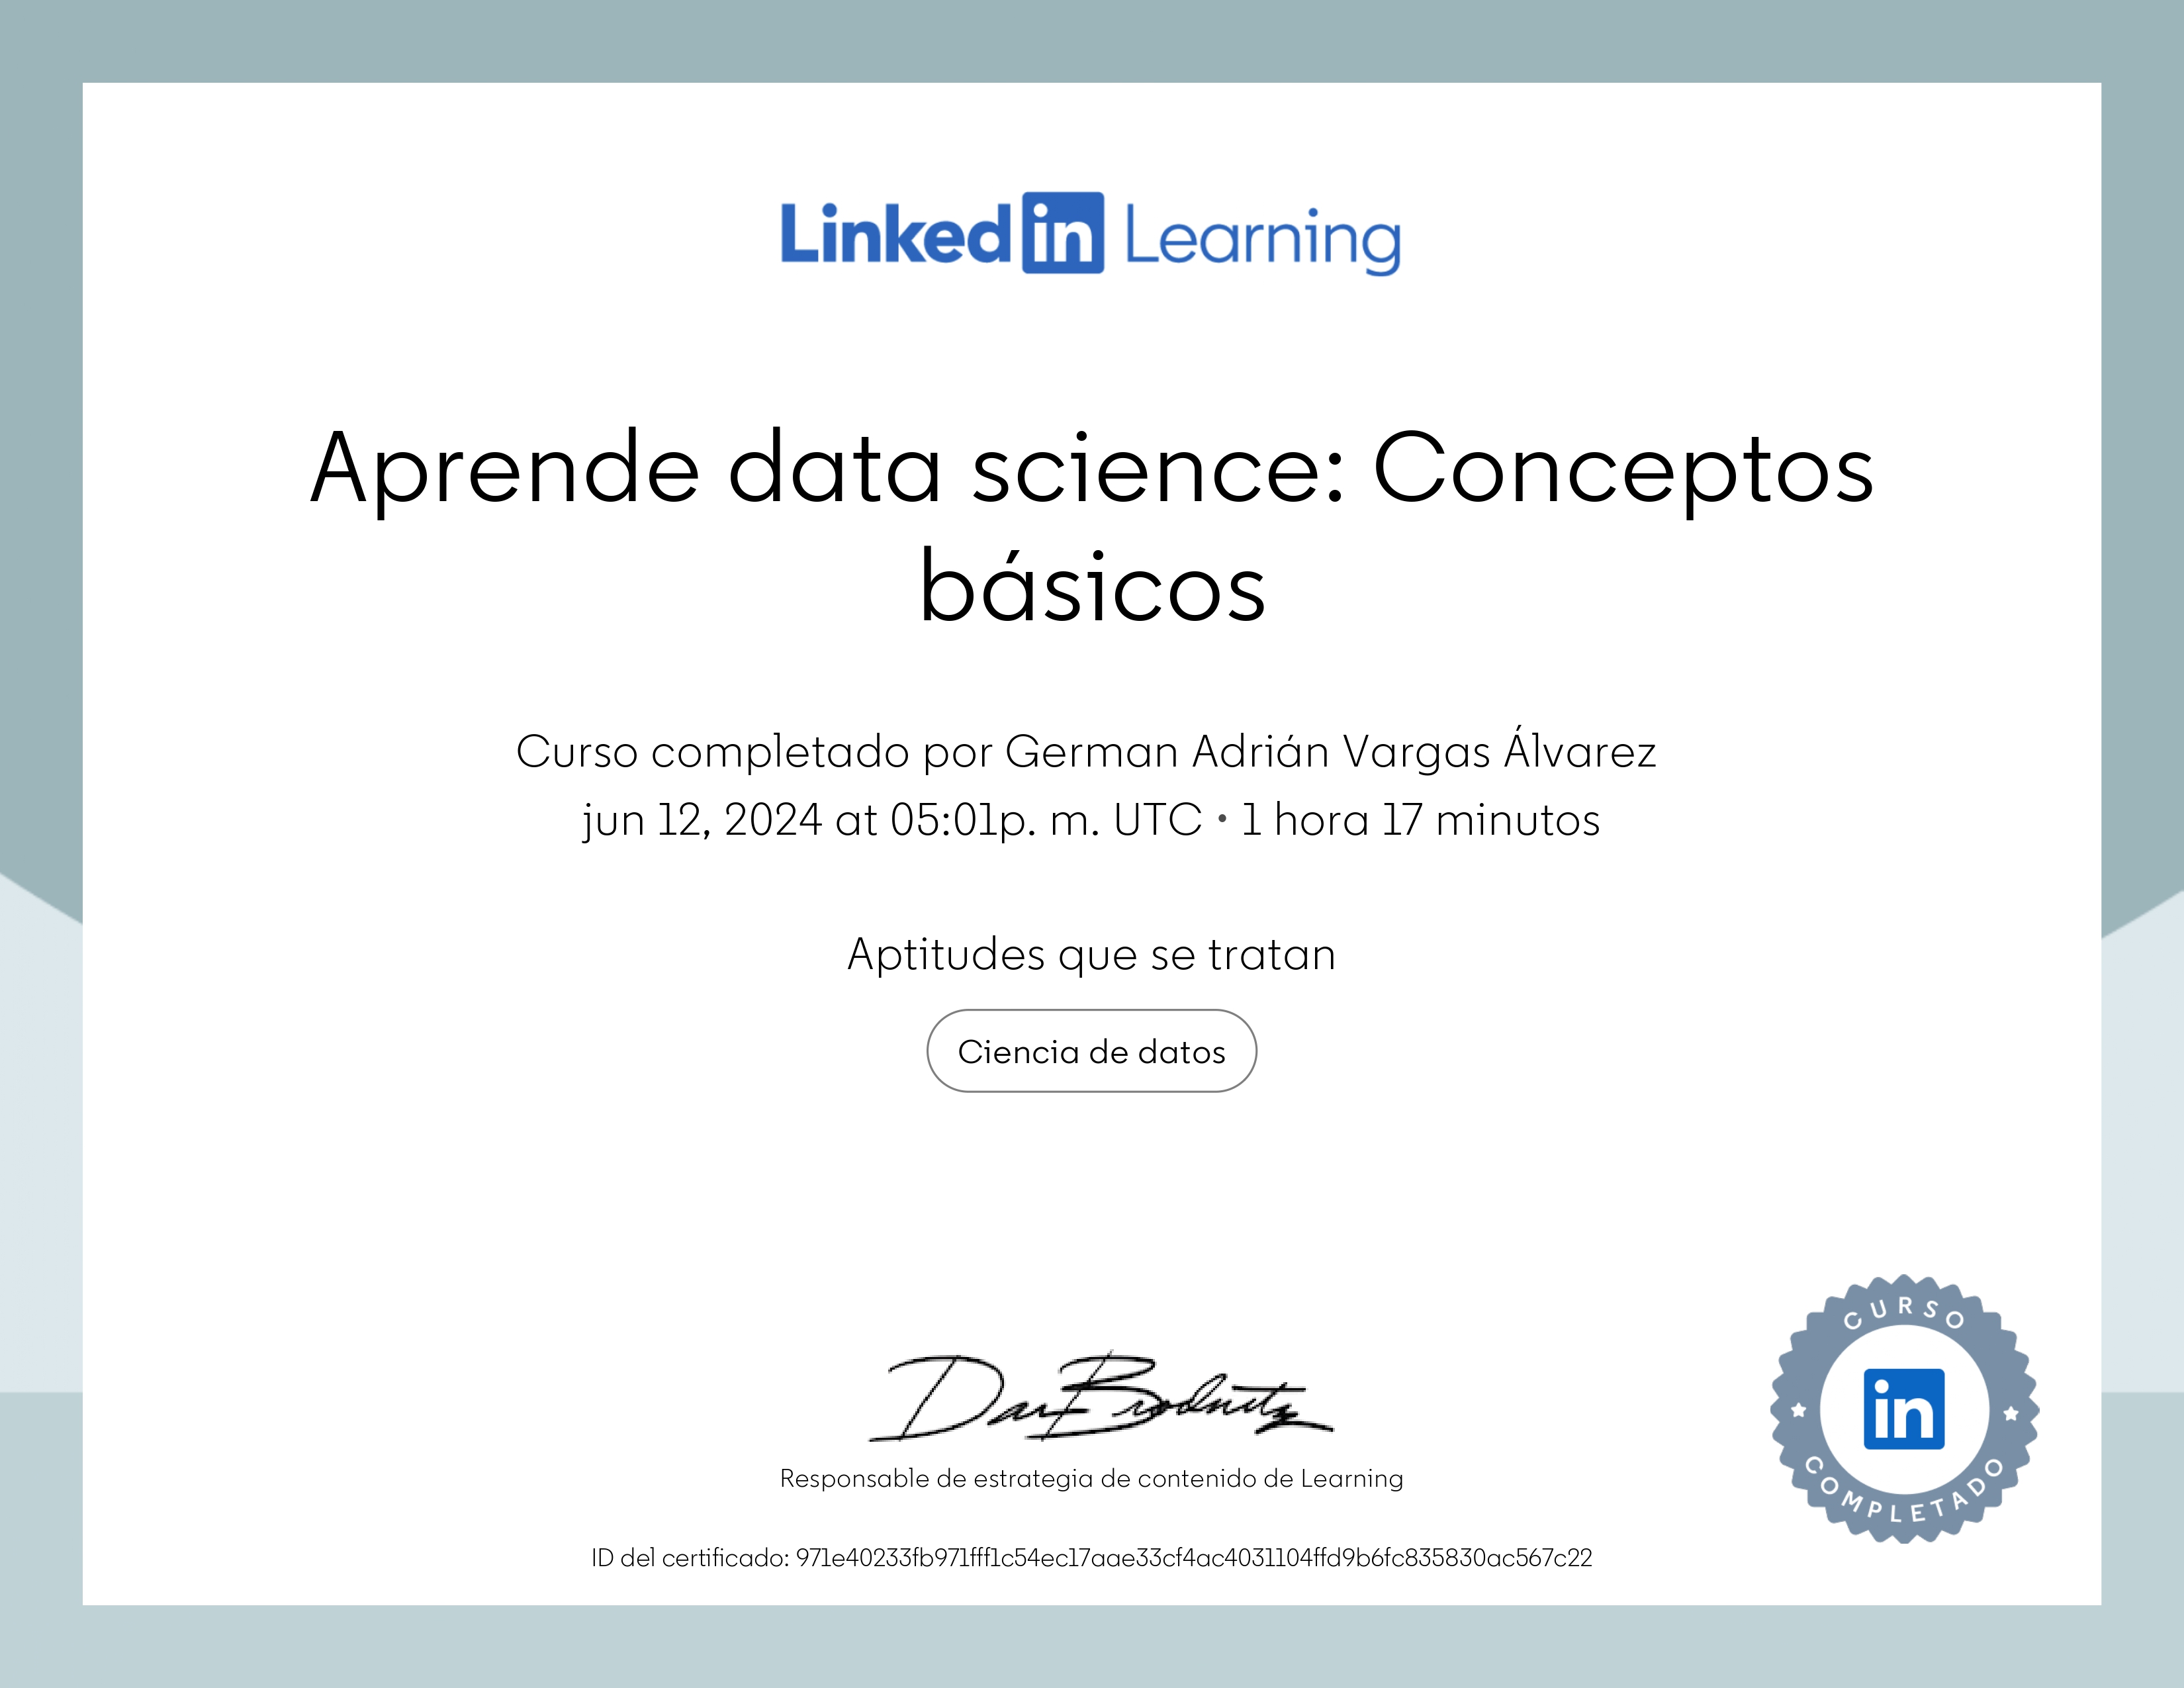 Linked in Learning
Aprende data science: Conceptos
básicos
Curso completado por German Adrián Vargas Álvarez
jun 12, 2024 at 05:01p. m. UTC • 1 hora 17 minutos
Aptitudes que se tratan
Ciencia de datos
Dan Brodnitz
Responsable de estrategia de contenido de Learning
ID del certificado: 971e40233fb971fff1c54ec17aae33cf4ac4031104ffd9b6fc835830ac567c22
CURSO
in
COMPLETADO